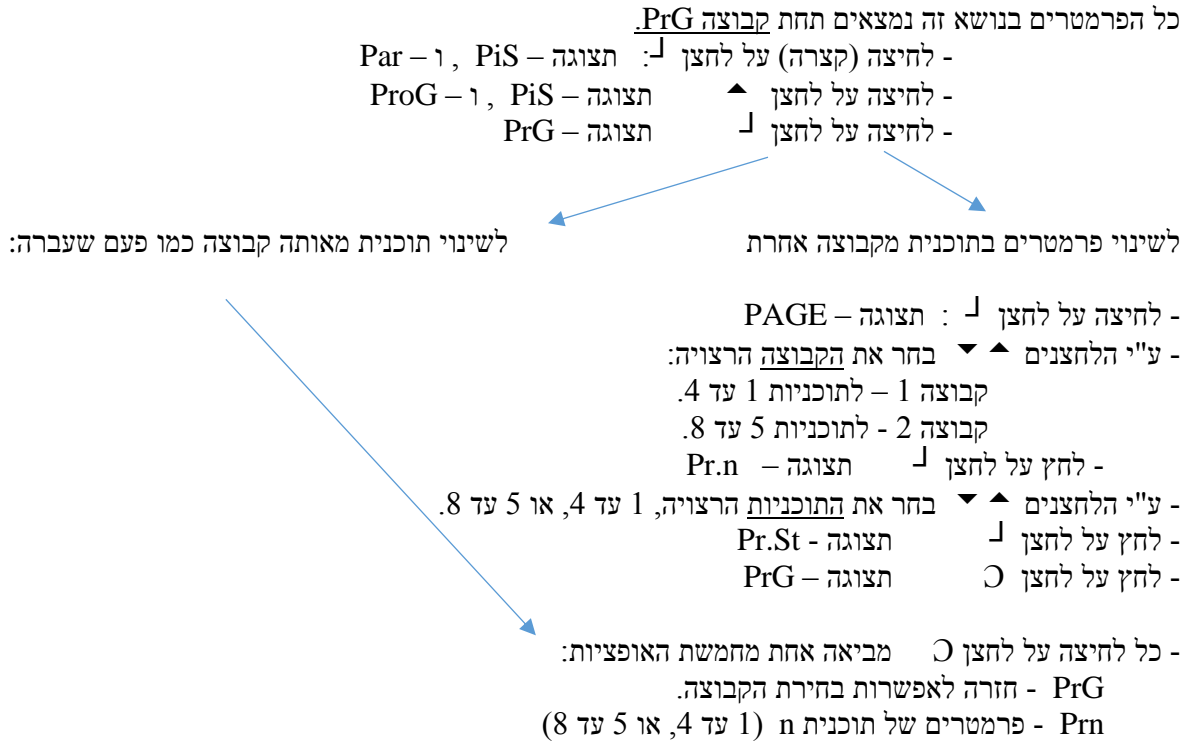 כל הפרמטרים בנושא זה נמצאים תחת קבוצה PrG.
- לחיצה (קצרה) על לחצן ┘: תצוגה – PiS , ו – Par
- לחיצה על לחצן ▲ תצוגה – PiS , ו – ProG
- לחיצה על לחצן ┘ תצוגה – PrG
לשינוי פרמטרים בתוכנית מקבוצה אחרת לשינוי תוכנית מאותה קבוצה כמו פעם שעברה:
- לחיצה על לחצן ┘ : תצוגה – PAGE
- ע"י הלחצנים ▲ ▼ בחר את הקבוצה הרצויה:
קבוצה 1 – לתוכניות 1 עד 4.
קבוצה 2 - לתוכניות 5 עד 8.
- לחץ על לחצן ┘ תצוגה – Pr.n
- ע"י הלחצנים ▲ ▼ בחר את התוכניות הרצויה, 1 עד 4, או 5 עד 8.
- לחץ על לחצן ┘ תצוגה - Pr.St
- לחץ על לחצן Ɔ תצוגה – PrG
- כל לחיצה על לחצן Ɔ מביאה אחת מחמשת האופציות:
PrG - חזרה לאפשרות בחירת הקבוצה.
Prn - פרמטרים של תוכנית n (1 עד 4, או 5 עד 8)